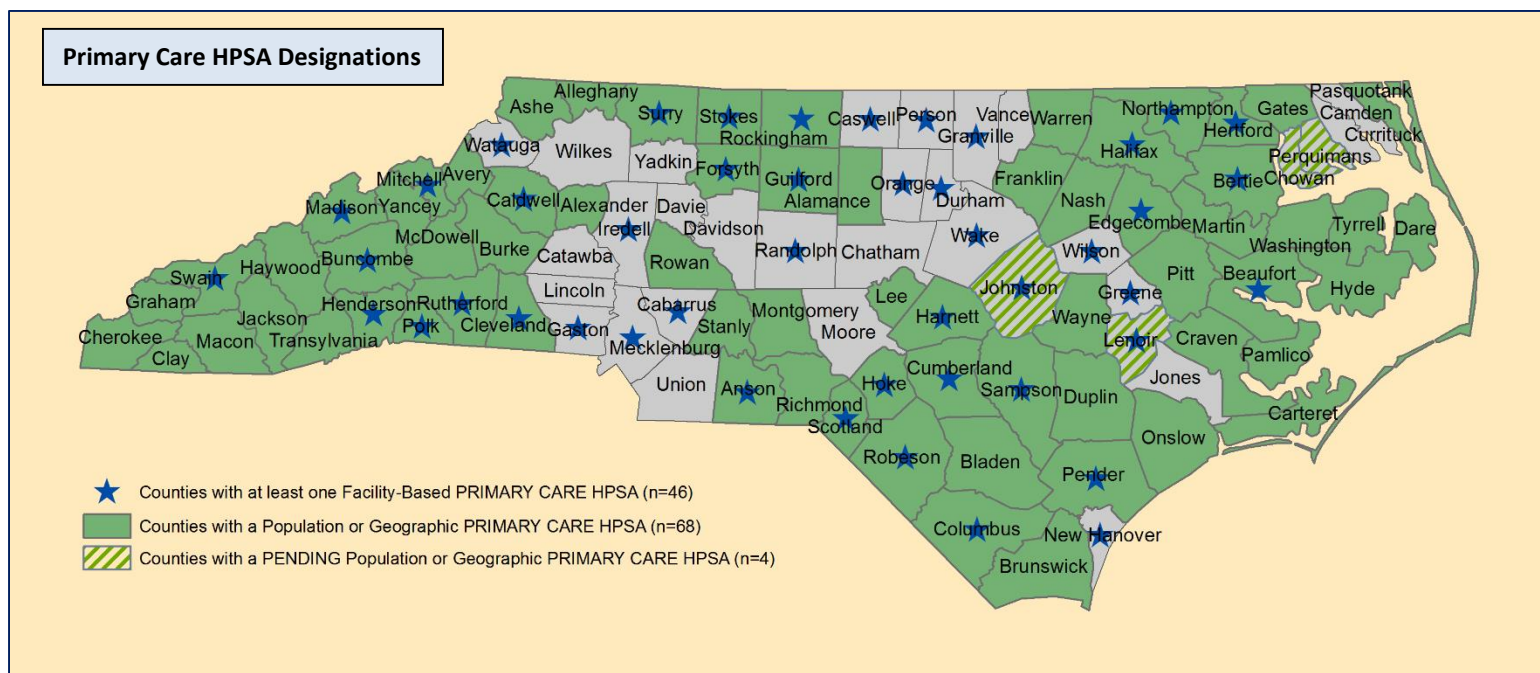 Primary Care HPSA Designations
Alleghany
Ashe
Surry
Stokes
Rockingham
Caswell
Person
Granville
Vance
Warren
Northampton
Hertford
Gates
Pasquotank
Camden
Currituck
Watauga
Wilkes
Yadkin
Forsyth
Guilford
Alamance
Orange
Durham
Franklin
Halifax
Bertie
Perquimans
Chowan
Mitchell
Avery
Madison
Yancey
Caldwell
Alexander
Davie
Iredell
Davidson
Nash
Edgecombe
Martin
Tyrrell
Washington
Dare
McDowell
Burke
Catawba
Rowan
Randolph
Chatham
Wake
Wilson
Pitt
Beaufort
Hyde
Swain
Haywood
Buncombe
Graham
Henderson
Rutherford
Lincoln
Cabarrus
Montgomery
Lee
Johnston
Greene
Cherokee
Clay
Macon
Jackson
Transylvania
Polk
Cleveland
Gaston
Mecklenburg
Stanly
Moore
Harnett
Wayne
Lenoir
Craven
Pamlico
Union
Anson
Richmond
Hoke
Scotland
Cumberland
Sampson
Duplin
Jones
Carteret
Onslow
Robeson
Bladen
Pender
Columbus
New Hanover
Brunswick
Counties with at least one Facility-Based PRIMARY CARE HPSA (n=46)
Counties with a Population or Geographic PRIMARY CARE HPSA (n=68)
Counties with a PENDING Population or Geographic PRIMARY CARE HPSA (n=4)